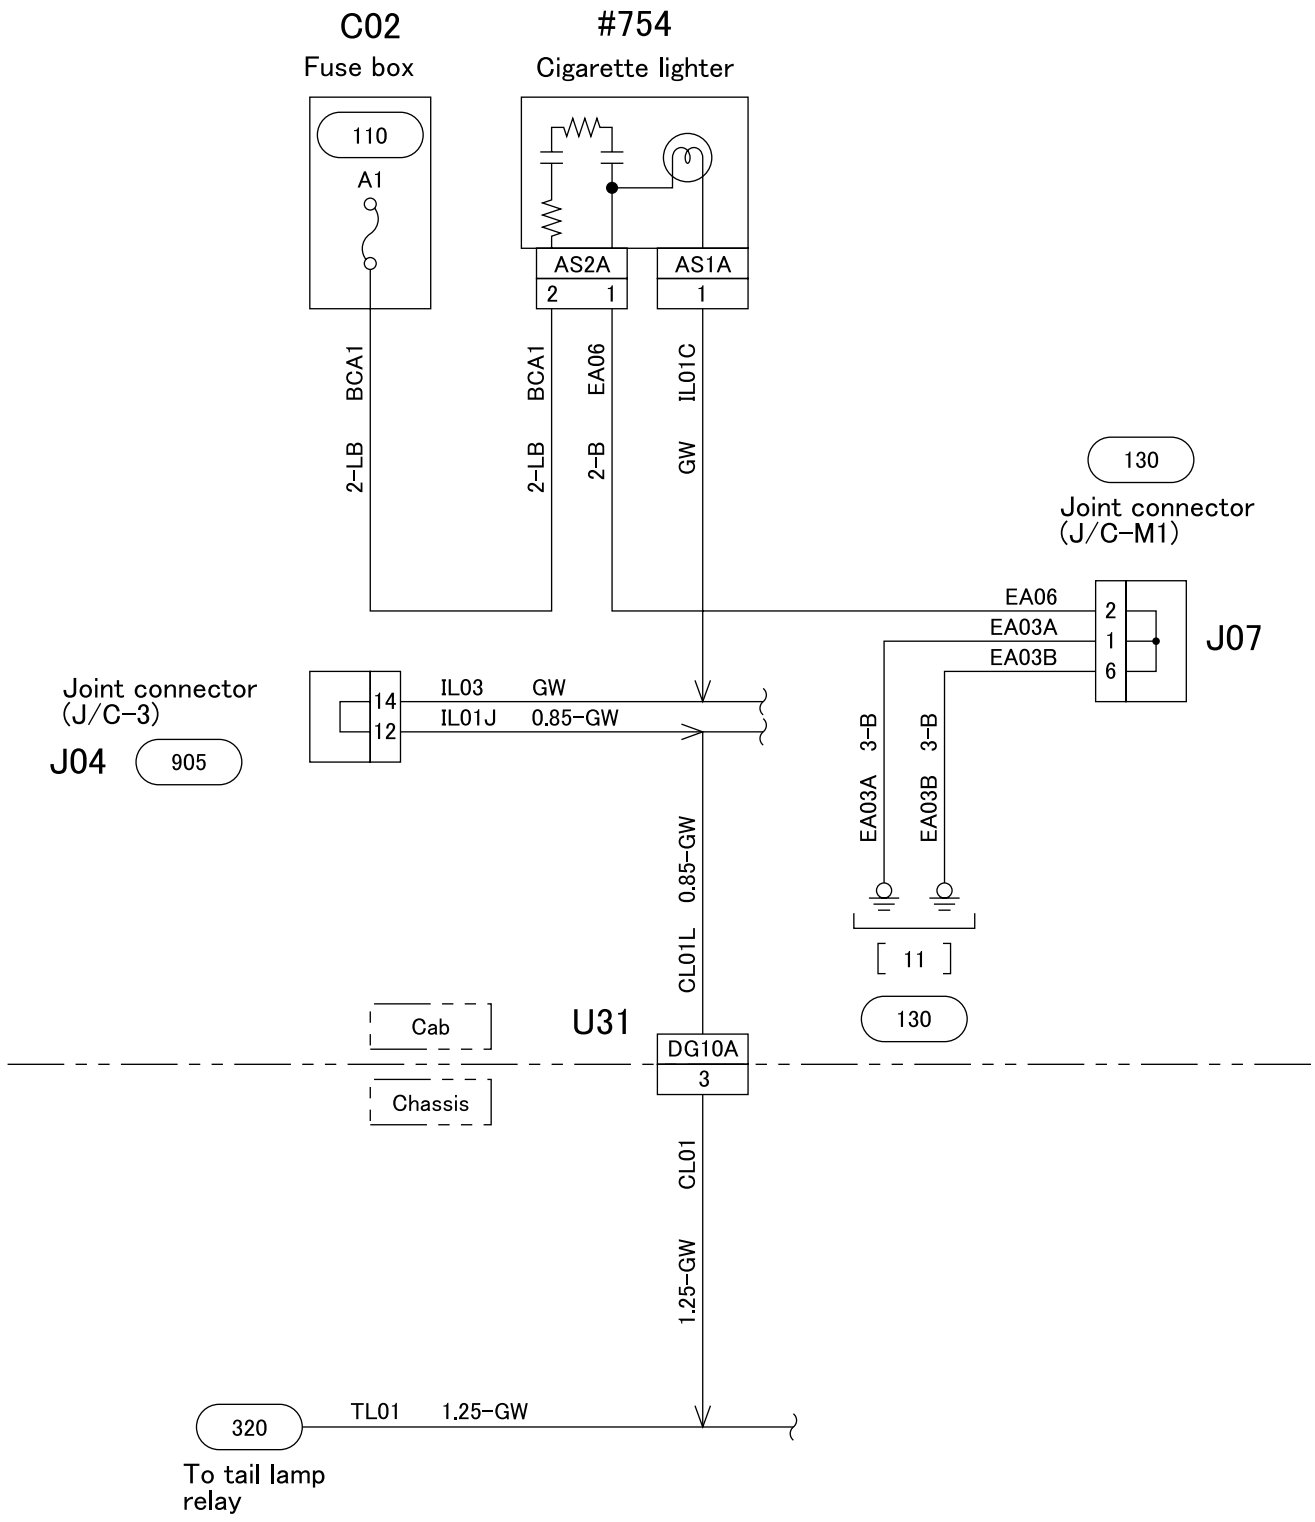 C02
Fuse box
#754
Cigarette lighter
110
A1
AS2A
2 1
AS1A
1
BCA1
2-LB
BCA1
2-LB
EA06
2-B
IL01C
GW
130
Joint connector
(J/C-M1)
EA06
2
EA03A
1
EA03B
6
J07
Joint connector
(J/C-3)
J04
905
14
IL03 GW
12
IL01J 0.85-GW
EA03A 3-B
EA03B 3-B
CL01L 0.85-GW
[ 11 ]
130
Cab
U31
DG10A
3
Chassis
CL01
1.25-GW
320
TL01 1.25-GW
To tail lamp
relay